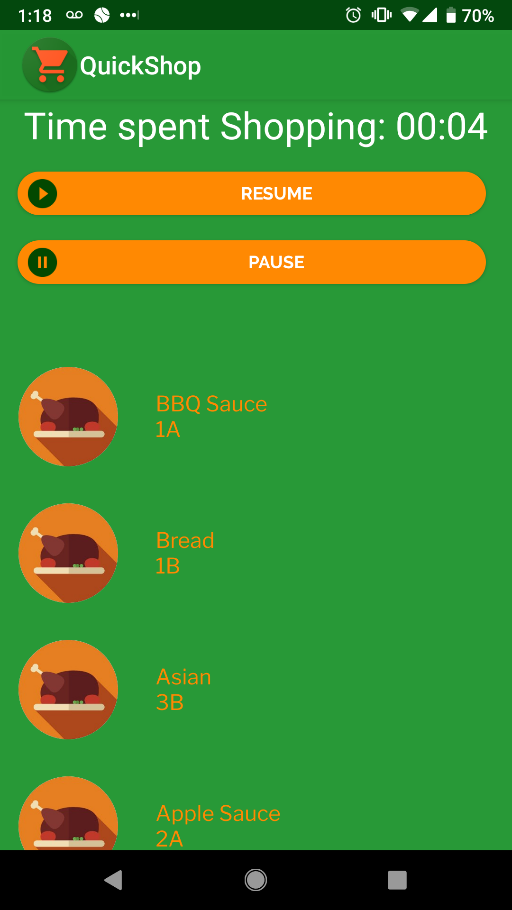 1:18
70%
QuickShop
Time spent Shopping: 00:04
RESUME
PAUSE
BBQ Sauce
1A
Bread
1B
Asian
3B
Apple Sauce
2A